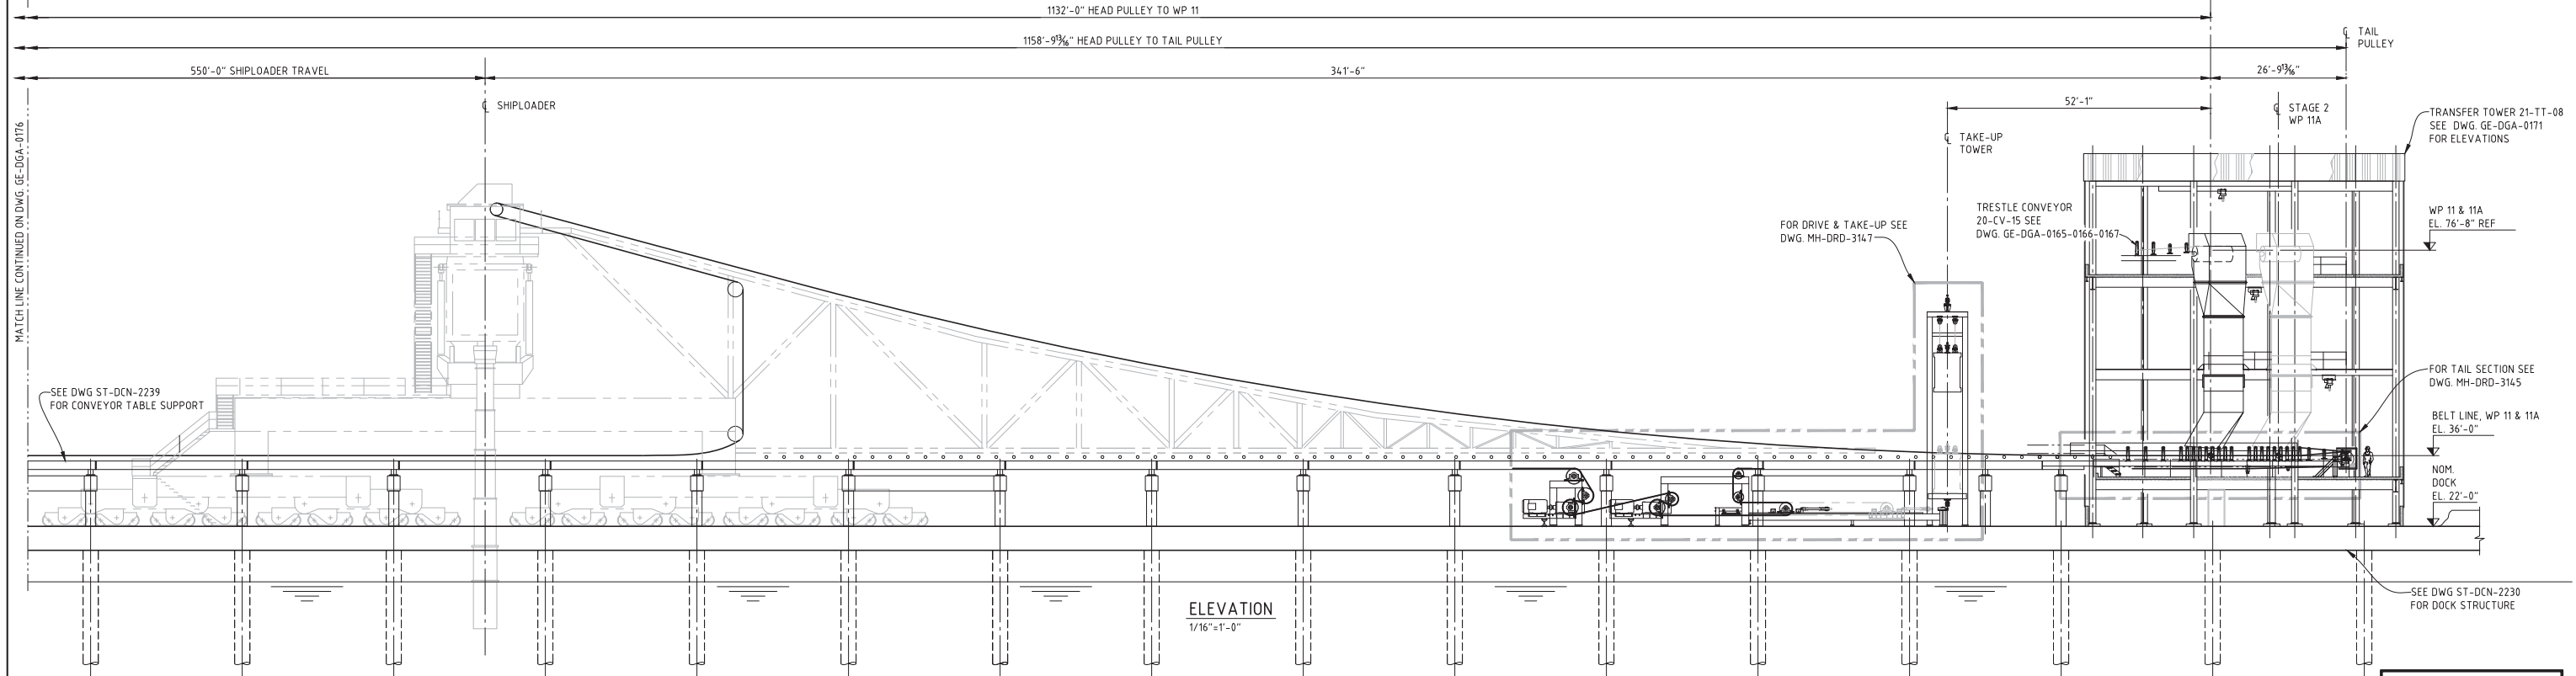 1132'-0" HEAD PULLEY TO WP 11
1158'-9 13/16" HEAD PULLEY TO TAIL PULLEY
℄ TAIL
PULLEY
550'-0" SHIPLOADER TRAVEL
341'-6"
26'-9 13/16"
℄ SHIPLOADER
52'-1"
℄ STAGE 2
WP 11A
TRANSFER TOWER 21-TT-08
SEE DWG. GE-DGA-0171
FOR ELEVATIONS
MATCH LINE CONTINUED ON DWG. GE-DGA-0176
℄ TAKE-UP
TOWER
TRESTLE CONVEYOR
20-CV-15 SEE
DWG. GE-DGA-0165-0166-0167
WP 11 & 11A
EL. 76'-8" REF
FOR DRIVE & TAKE-UP SEE
DWG. MH-DRD-3147
FOR TAIL SECTION SEE
DWG. MH-DRD-3145
SEE DWG ST-DCN-2239
FOR CONVEYOR TABLE SUPPORT
BELT LINE, WP 11 & 11A
EL. 36'-0"
NOM.
DOCK
EL. 22'-0"
SEE DWG ST-DCN-2230
FOR DOCK STRUCTURE
ELEVATION
1/16"=1'-0"